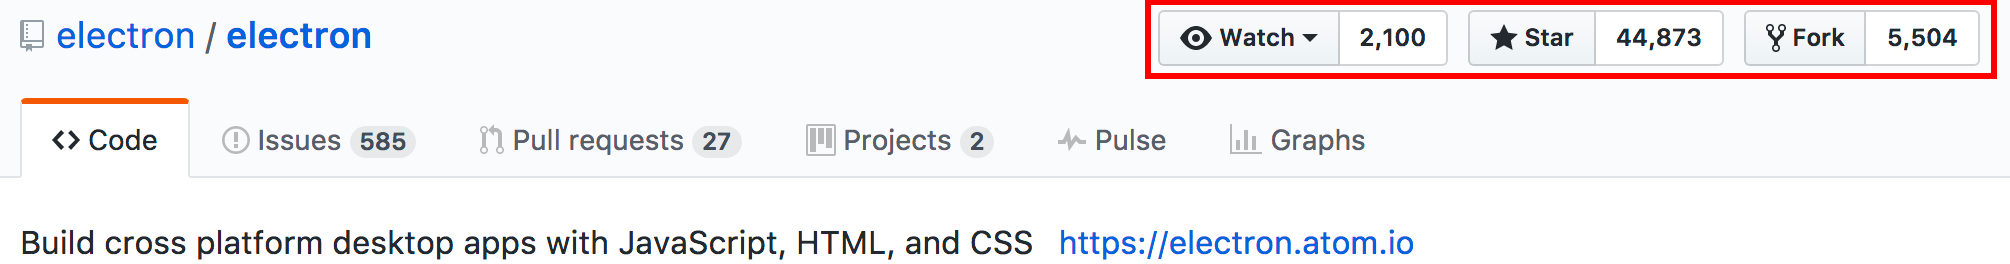 electron / electron Watch 2,100 Star 44,873 Fork 5,504
Code Issues 585 Pull requests 27 Projects 2 Pulse Graphs
Build cross platform desktop apps with JavaScript, HTML, and CSS https://electron.atom.io